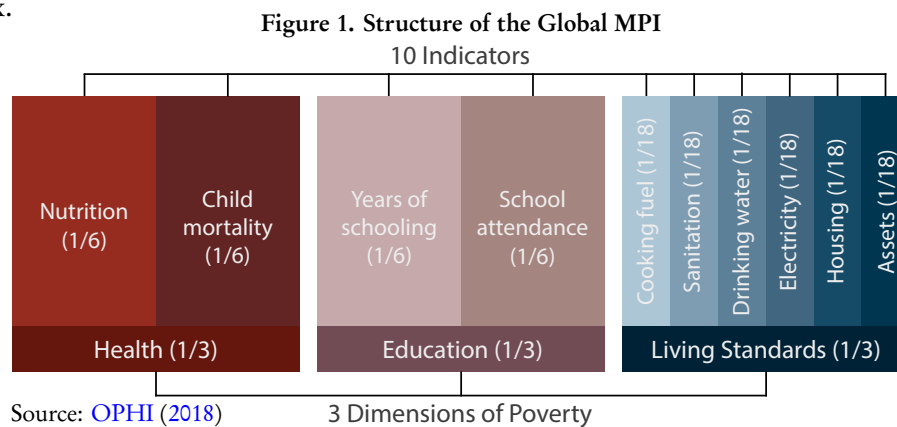 k.
Figure 1. Structure of the Global MPI
10 Indicators
Nutrition
(1/6)
Child
mortality
(1/6)
Years of
schooling
(1/6)
School
attendance
(1/6)
Cooking fuel (1/18)
Sanitation (1/18)
Drinking water (1/18)
Electricity (1/18)
Housing (1/18)
Assets (1/18)
Health (1/3)
Education (1/3)
Living Standards (1/3)
Source: OPHI (2018)
3 Dimensions of Poverty